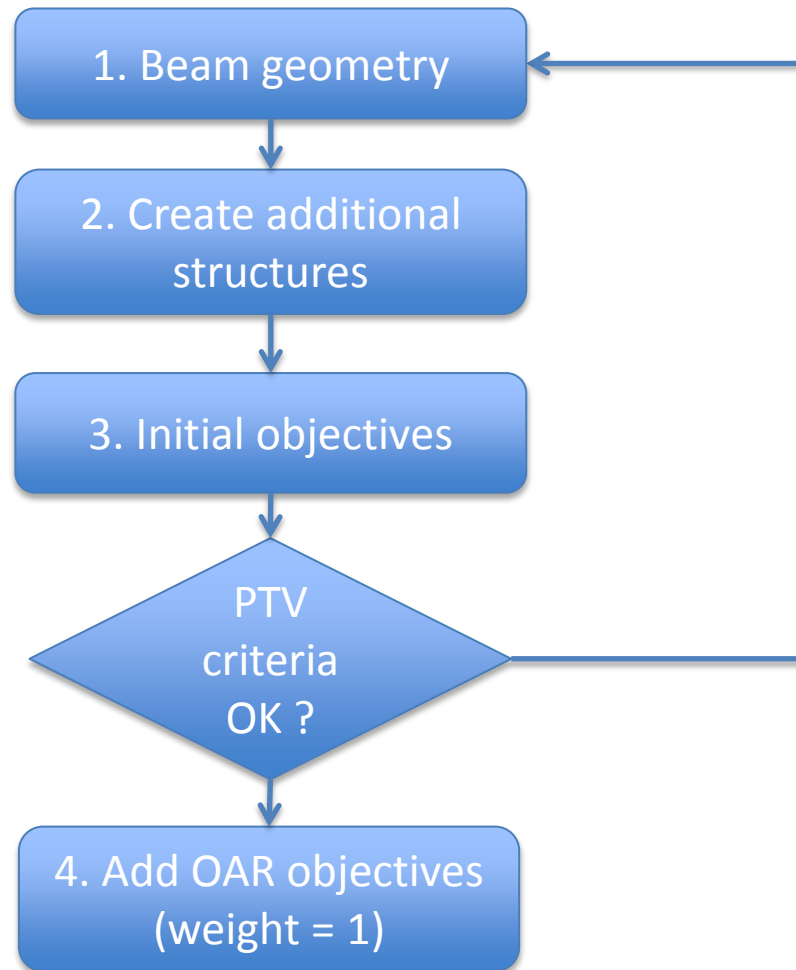 1. Beam geometry
2. Create additional
structures
3. Initial objectives
PTV
criteria
OK ?
4. Add OAR objectives
(weight = 1)